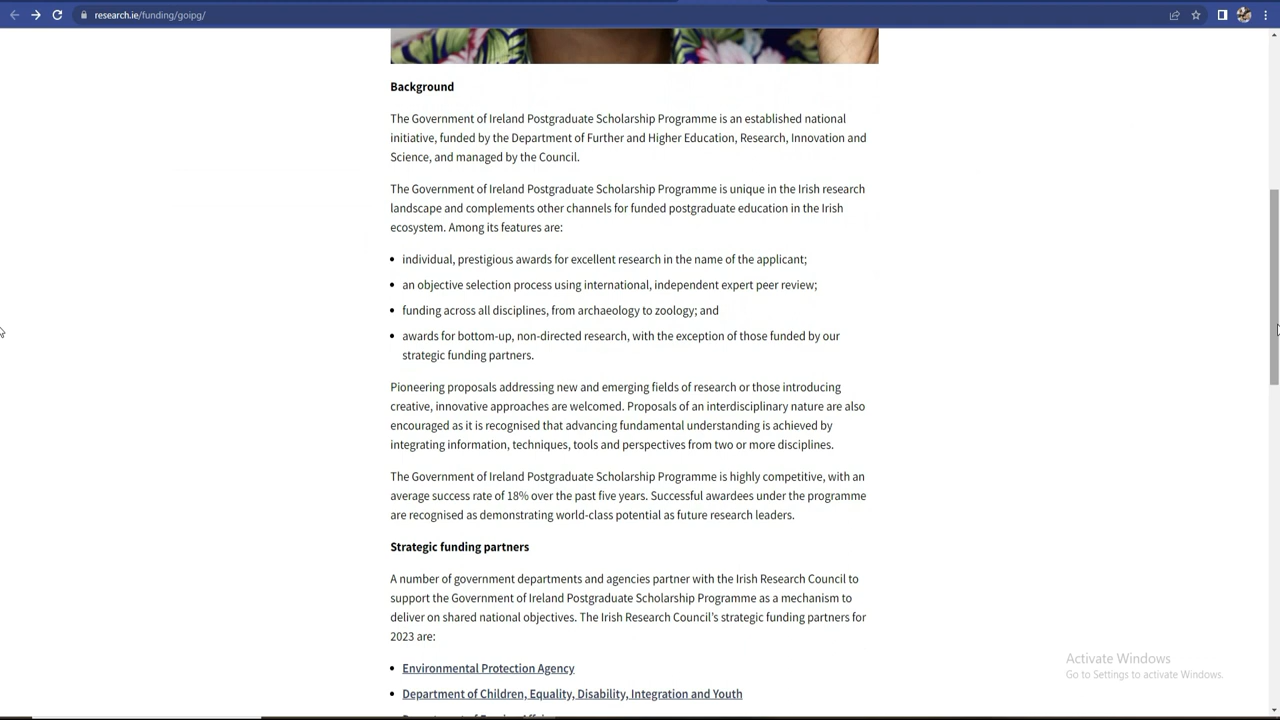 research.ie/funding/goipg/
Background
The Government of Ireland Postgraduate Scholarship Programme is an established national
initiative, funded by the Department of Further and Higher Education, Research, Innovation and
Science, and managed by the Council.
The Government of Ireland Postgraduate Scholarship Programme is unique in the Irish research
landscape and complements other channels for funded postgraduate education in the Irish
ecosystem. Among its features are:
• individual, prestigious awards for excellent research in the name of the applicant;
• an objective selection process using international, independent expert peer review;
• funding across all disciplines, from archaeology to zoology; and
• awards for bottom-up, non-directed research, with the exception of those funded by our
strategic funding partners.
Pioneering proposals addressing new and emerging fields of research or those introducing
creative, innovative approaches are welcomed. Proposals of an interdisciplinary nature are also
encouraged as it is recognised that advancing fundamental understanding is achieved by
integrating information, techniques, tools and perspectives from two or more disciplines.
The Government of Ireland Postgraduate Scholarship Programme is highly competitive, with an
average success rate of 18% over the past five years. Successful awardees under the programme
are recognised as demonstrating world-class potential as future research leaders.
Strategic funding partners
A number of government departments and agencies partner with the Irish Research Council to
support the Government of Ireland Postgraduate Scholarship Programme as a mechanism to
deliver on shared national objectives. The Irish Research Council's strategic funding partners for
2023 are:
• Environmental Protection Agency
• Department of Children, Equality, Disability, Integration and Youth
Activate Windows
Go to Settings to activate Windows.